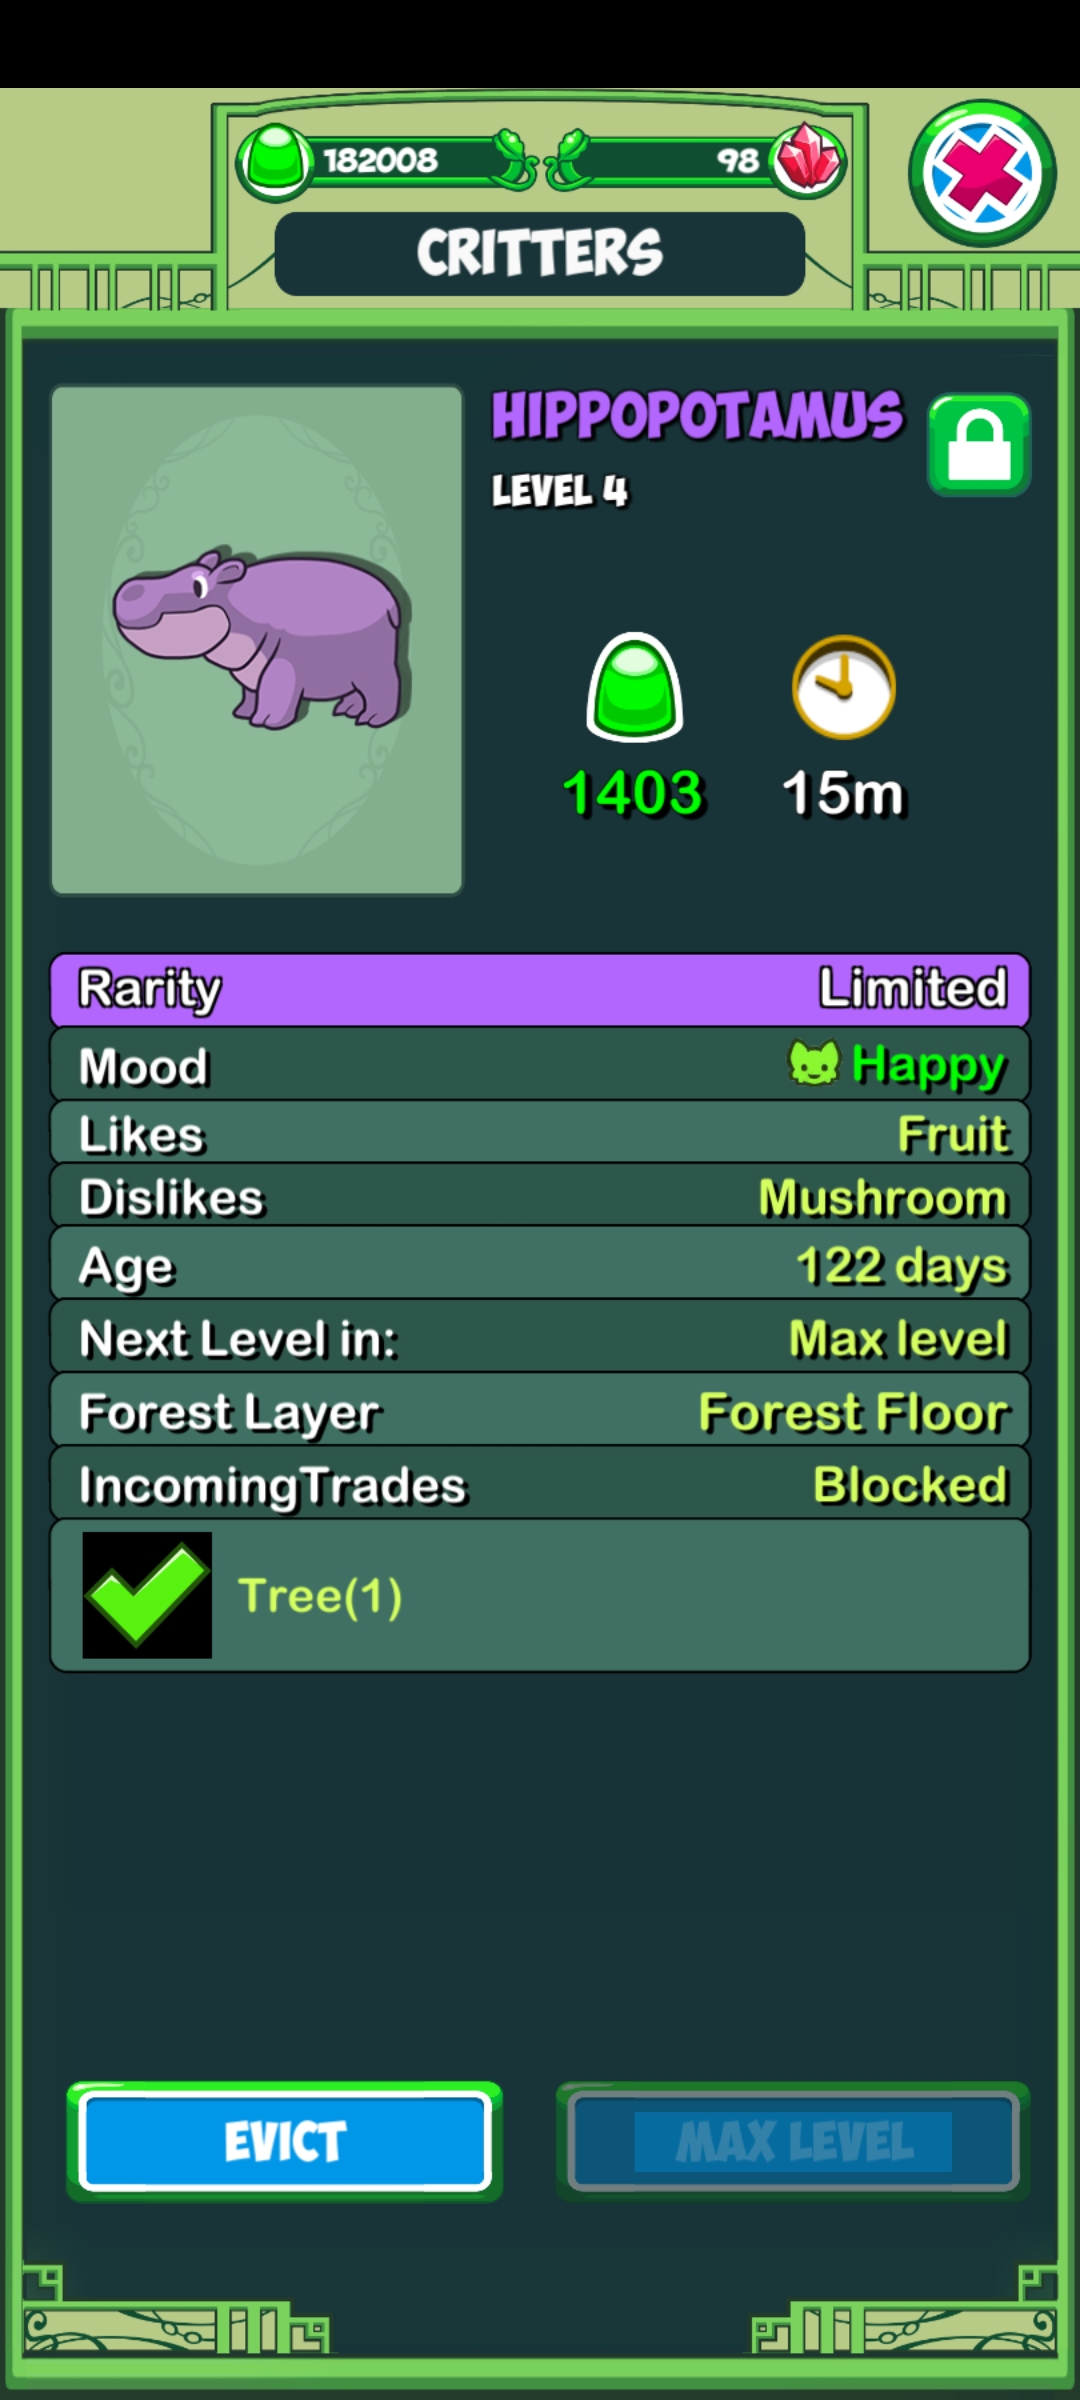 182008
98
CRITTERS
HIPPOPOTAMUS
LEVEL 4
1403
15m
Rarity Limited
Mood Happy
Likes Fruit
Dislikes Mushroom
Age 122 days
Next Level in: Max level
Forest Layer Forest Floor
IncomingTrades Blocked
Tree(1)
EVICT
MAX LEVEL